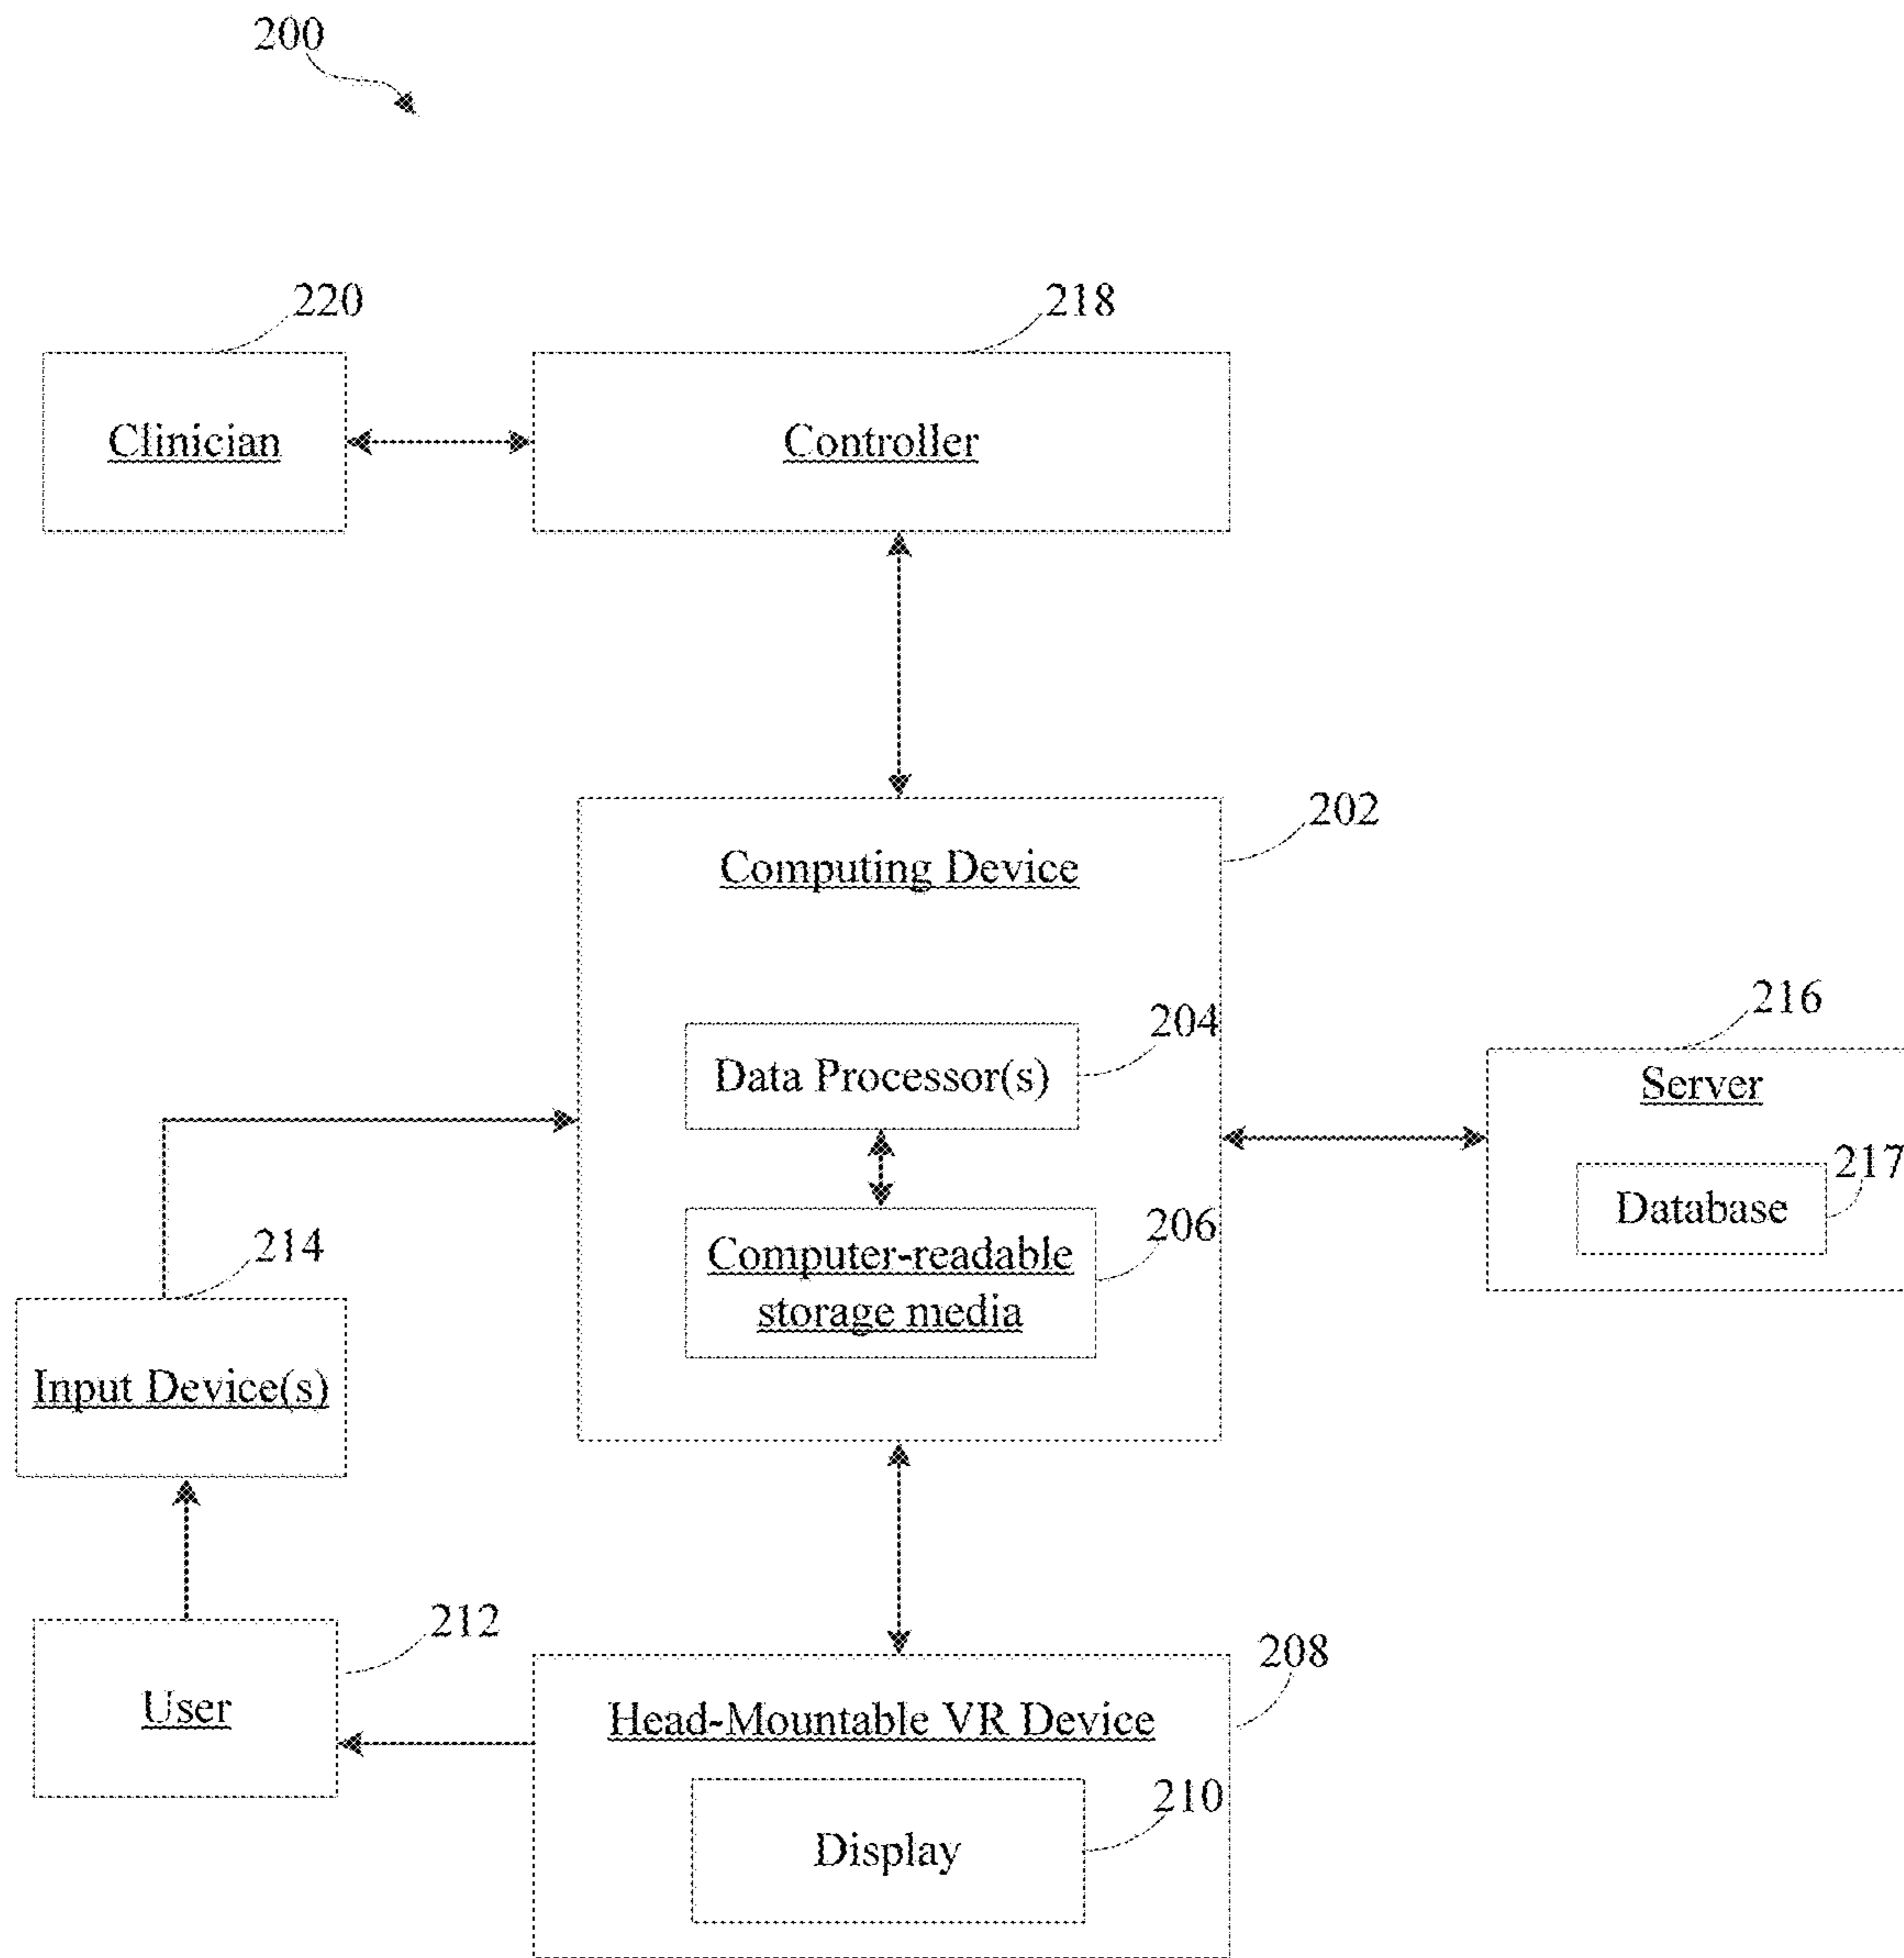 200
220
218
Clinician
Controller
202
Computing Device
204
Data Processor(s)
216
Server
217
Database
206
Computer-readable
storage media
214
Input Device(s)
212
User
208
Head-Mountable VR Device
210
Display